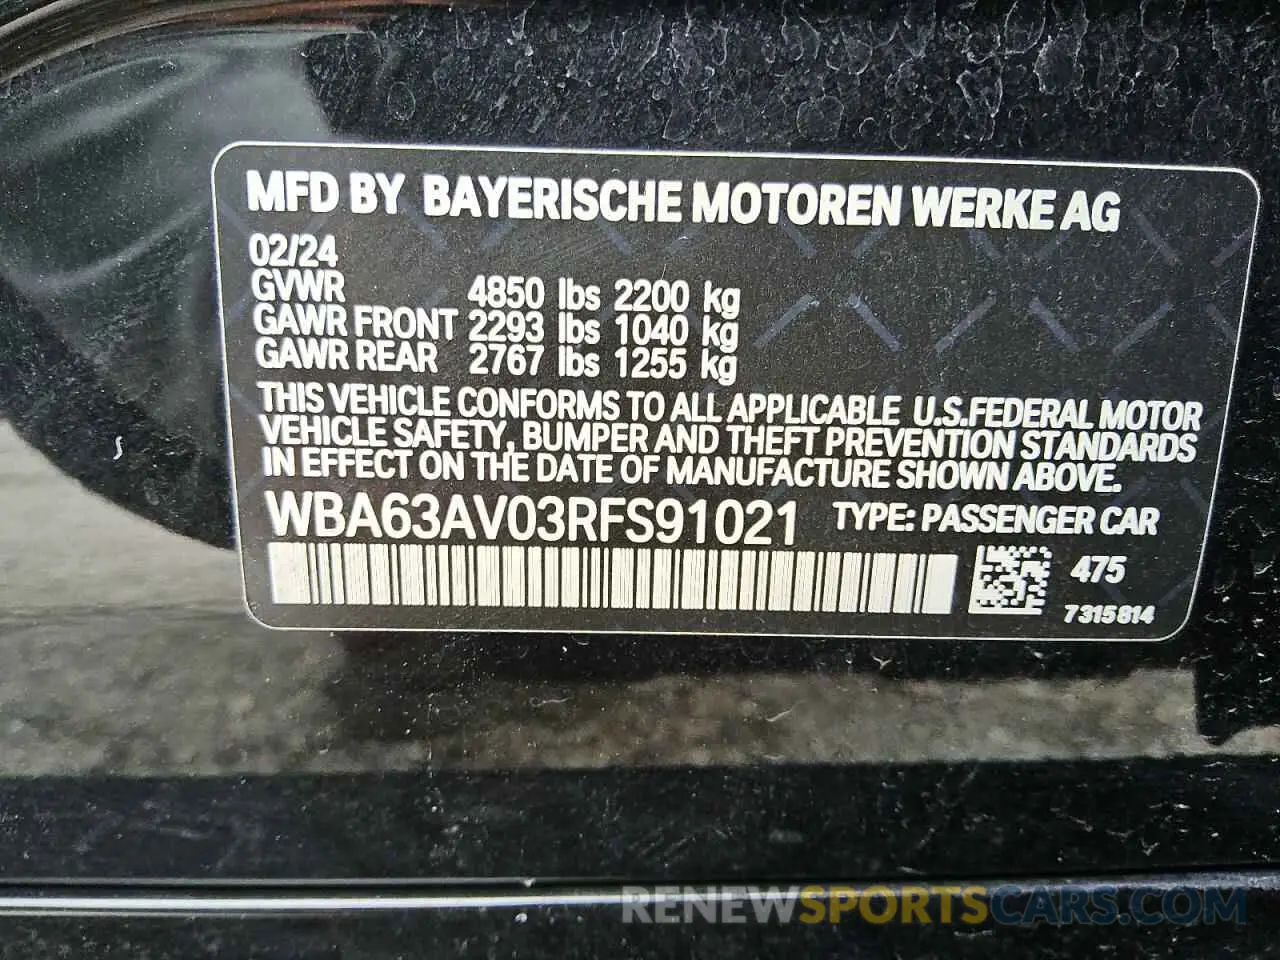 MFD BY BAYERISCHE MOTOREN WERKE AG
02/24
GVWR 4850 lbs 2200 kg
GAWR FRONT 2293 lbs 1040 kg
GAWR REAR 2767 lbs 1255 kg
THIS VEHICLE CONFORMS TO ALL APPLICABLE U.S.FEDERAL MOTOR
VEHICLE SAFETY, BUMPER AND THEFT PREVENTION STANDARDS
IN EFFECT ON THE DATE OF MANUFACTURE SHOWN ABOVE.
WBA63AV03RFS91021 TYPE: PASSENGER CAR
475
7315814
RENEWSPORTSCARS.COM